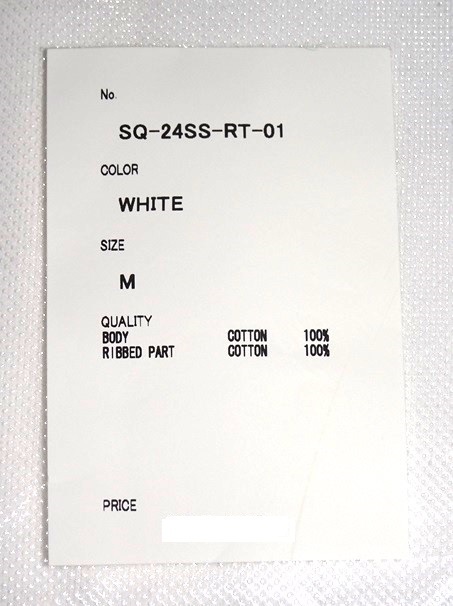 No.
SQ-24SS-RT-01
COLOR
WHITE
SIZE
M
QUALITY
BODY COTTON 100%
RIBBED PART COTTON 100%
PRICE